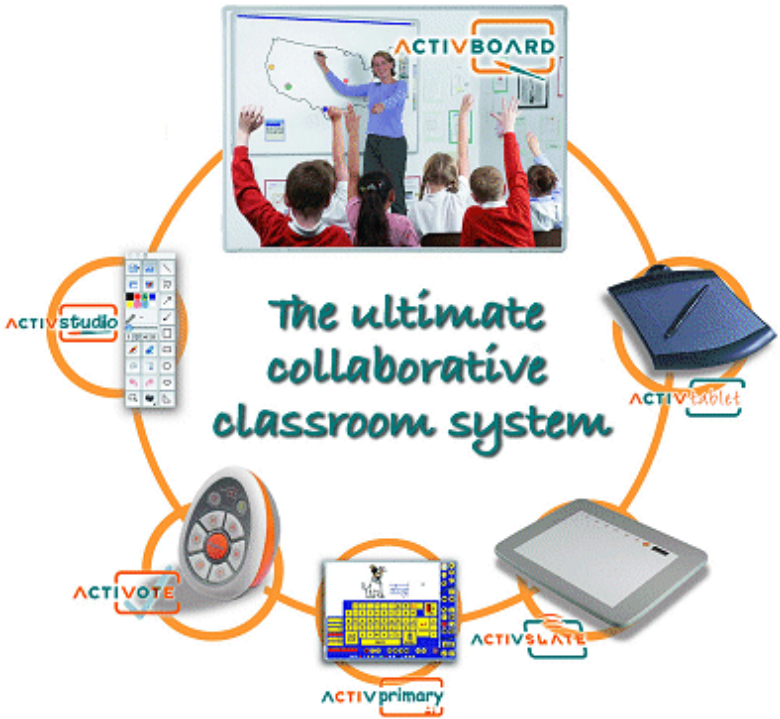 ACTIVBOARD
The ultimate
collaborative
classroom system
ACTIVstudio
ACTIVtablet
ACTIVOTE
ACTIVSLATE
ACTIVprimary